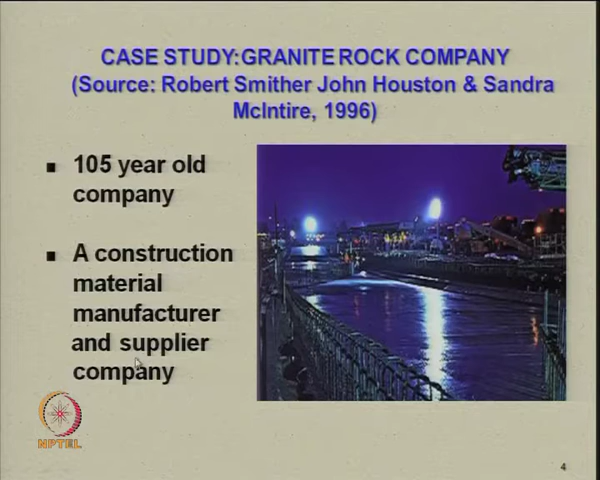 CASE STUDY:GRANITE ROCK COMPANY
(Source: Robert Smither John Houston & Sandra
McIntire, 1996)
105 year old
company
A construction
material
manufacturer
and supplier
company
NPTEL
4